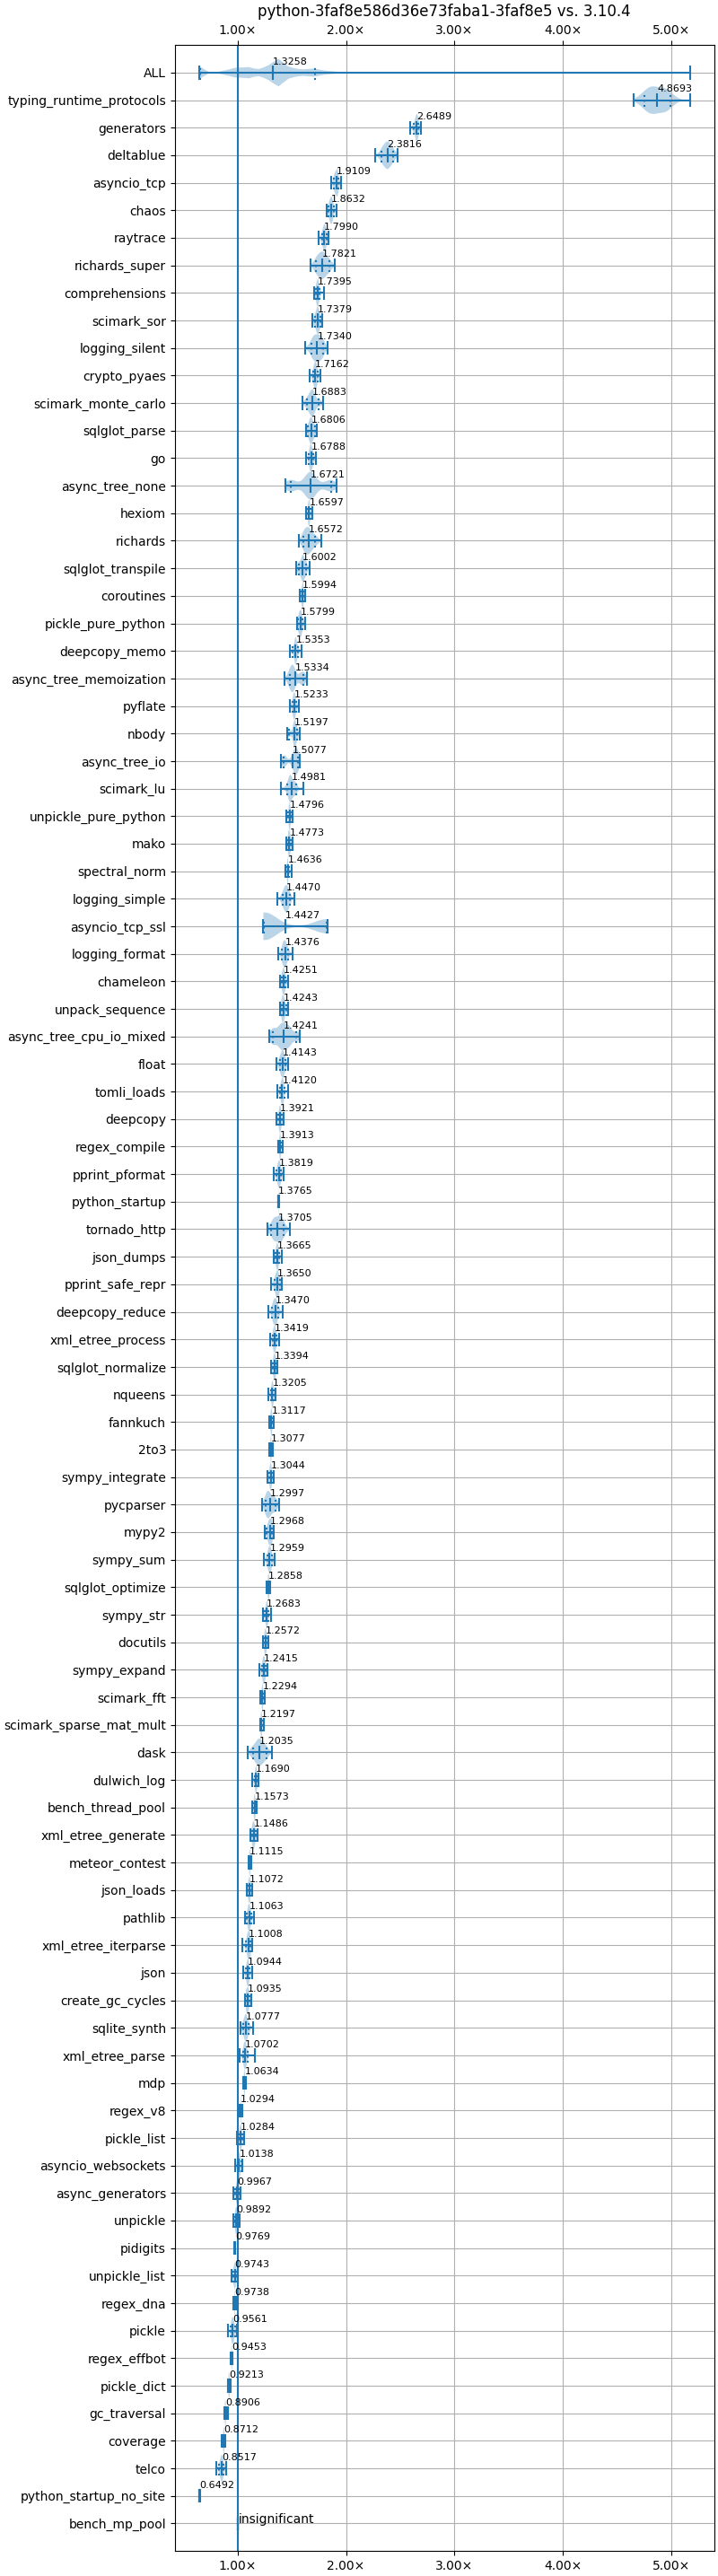 python-3faf8e586d36e73faba1-3faf8e5 vs. 3.10.4
1.00× 2.00× 3.00× 4.00× 5.00×
ALL 1.3258
typing_runtime_protocols 4.8693
generators 2.6489
deltablue 2.3816
asyncio_tcp 1.9109
chaos 1.8632
raytrace 1.7990
richards_super 1.7821
comprehensions 1.7395
scimark_sor 1.7379
logging_silent 1.7340
crypto_pyaes 1.7162
scimark_monte_carlo 1.6883
sqlglot_parse 1.6806
go 1.6788
async_tree_none 1.6721
hexiom 1.6597
richards 1.6572
sqlglot_transpile 1.6002
coroutines 1.5994
pickle_pure_python 1.5799
deepcopy_memo 1.5353
async_tree_memoization 1.5334
pyflate 1.5233
nbody 1.5197
async_tree_io 1.5077
scimark_lu 1.4981
unpickle_pure_python 1.4796
mako 1.4773
spectral_norm 1.4636
logging_simple 1.4470
asyncio_tcp_ssl 1.4427
logging_format 1.4376
chameleon 1.4251
unpack_sequence 1.4243
async_tree_cpu_io_mixed 1.4241
float 1.4143
tomli_loads 1.4120
deepcopy 1.3921
regex_compile 1.3913
pprint_pformat 1.3819
python_startup 1.3765
tornado_http 1.3705
json_dumps 1.3665
pprint_safe_repr 1.3650
deepcopy_reduce 1.3470
xml_etree_process 1.3419
sqlglot_normalize 1.3394
nqueens 1.3205
fannkuch 1.3117
2to3 1.3077
sympy_integrate 1.3044
pycparser 1.2997
mypy2 1.2968
sympy_sum 1.2959
sqlglot_optimize 1.2858
sympy_str 1.2683
docutils 1.2572
sympy_expand 1.2415
scimark_fft 1.2294
scimark_sparse_mat_mult 1.2197
dask 1.2035
dulwich_log 1.1690
bench_thread_pool 1.1573
xml_etree_generate 1.1486
meteor_contest 1.1115
json_loads 1.1072
pathlib 1.1063
xml_etree_iterparse 1.1008
json 1.0944
create_gc_cycles 1.0935
sqlite_synth 1.0777
xml_etree_parse 1.0702
mdp 1.0634
regex_v8 1.0294
pickle_list 1.0284
asyncio_websockets 1.0138
async_generators 0.9967
unpickle 0.9892
pidigits 0.9769
unpickle_list 0.9743
regex_dna 0.9738
pickle 0.9561
regex_effbot 0.9453
pickle_dict 0.9213
gc_traversal 0.8906
coverage 0.8712
telco 0.8517
python_startup_no_site 0.6492
bench_mp_pool insignificant
1.00× 2.00× 3.00× 4.00× 5.00×